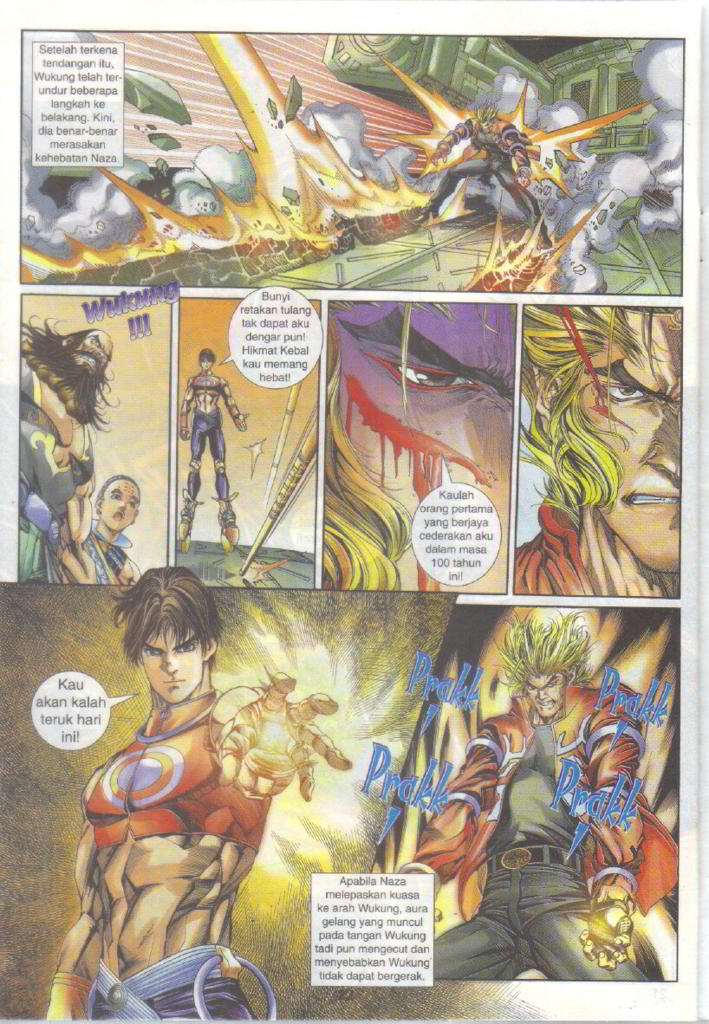 Setelah terkena
tendangan itu,
Wukung telah ter-
undur beberapa
langkah ke
belakang. Kini,
dia benar-benar
merasakan
kehebatan Naza.
Wukung
!!!
Bunyi
retakan tulang
tak dapat aku
dengar pun!
Hikmat Kebal
kau memang
hebat!
Kaulah
orang pertama
yang berjaya
cederakan aku
dalam masa
100 tahun
ini!
Kau
akan kalah
teruk hari
ini!
Prakk
!
Prakk
!
Prakk
!
Prakk
!
Apabila Naza
melepaskan kuasa
ke arah Wukung, aura
gelang yang muncul
pada tangan Wukung
tadi pun mengecut dan
menyebabkan Wukung
tidak dapat bergerak.